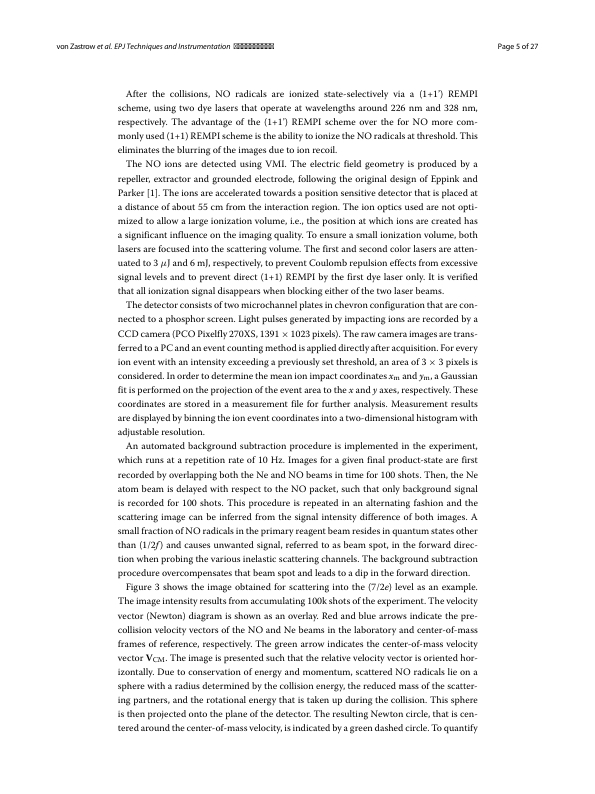 von Zastrow et al. EPJ Techniques and Instrumentation
Page 5 of 27
After the collisions, NO radicals are ionized state-selectively via a (1+1’) REMPI
scheme, using two dye lasers that operate at wavelengths around 226 nm and 328 nm,
respectively. The advantage of the (1+1’) REMPI scheme over the for NO more com-
monly used (1+1) REMPI scheme is the ability to ionize the NO radicals at threshold. This
eliminates the blurring of the images due to ion recoil.
The NO ions are detected using VMI. The electric field geometry is produced by a
repeller, extractor and grounded electrode, following the original design of Eppink and
Parker [1]. The ions are accelerated towards a position sensitive detector that is placed at
a distance of about 55 cm from the interaction region. The ion optics used are not opti-
mized to allow a large ionization volume, i.e., the position at which ions are created has
a significant influence on the imaging quality. To ensure a small ionization volume, both
lasers are focused into the scattering volume. The first and second color lasers are atten-
uated to 3 μJ and 6 mJ, respectively, to prevent Coulomb repulsion effects from excessive
signal levels and to prevent direct (1+1) REMPI by the first dye laser only. It is verified
that all ionization signal disappears when blocking either of the two laser beams.
The detector consists of two microchannel plates in chevron configuration that are con-
nected to a phosphor screen. Light pulses generated by impacting ions are recorded by a
CCD camera (PCO Pixelfly 270XS, 1391 × 1023 pixels). The raw camera images are trans-
ferred to a PC and an event counting method is applied directly after acquisition. For every
ion event with an intensity exceeding a previously set threshold, an area of 3 × 3 pixels is
considered. In order to determine the mean ion impact coordinates xm and ym, a Gaussian
fit is performed on the projection of the event area to the x and y axes, respectively. These
coordinates are stored in a measurement file for further analysis. Measurement results
are displayed by binning the ion event coordinates into a two-dimensional histogram with
adjustable resolution.
An automated background subtraction procedure is implemented in the experiment,
which runs at a repetition rate of 10 Hz. Images for a given final product-state are first
recorded by overlapping both the Ne and NO beams in time for 100 shots. Then, the Ne
atom beam is delayed with respect to the NO packet, such that only background signal
is recorded for 100 shots. This procedure is repeated in an alternating fashion and the
scattering image can be inferred from the signal intensity difference of both images. A
small fraction of NO radicals in the primary reagent beam resides in quantum states other
than (1/2f) and causes unwanted signal, referred to as beam spot, in the forward direc-
tion when probing the various inelastic scattering channels. The background subtraction
procedure overcompensates that beam spot and leads to a dip in the forward direction.
Figure 3 shows the image obtained for scattering into the (7/2e) level as an example.
The image intensity results from accumulating 100k shots of the experiment. The velocity
vector (Newton) diagram is shown as an overlay. Red and blue arrows indicate the pre-
collision velocity vectors of the NO and Ne beams in the laboratory and center-of-mass
frames of reference, respectively. The green arrow indicates the center-of-mass velocity
vector VCM. The image is presented such that the relative velocity vector is oriented hor-
izontally. Due to conservation of energy and momentum, scattered NO radicals lie on a
sphere with a radius determined by the collision energy, the reduced mass of the scatter-
ing partners, and the rotational energy that is taken up during the collision. This sphere
is then projected onto the plane of the detector. The resulting Newton circle, that is cen-
tered around the center-of-mass velocity, is indicated by a green dashed circle. To quantify